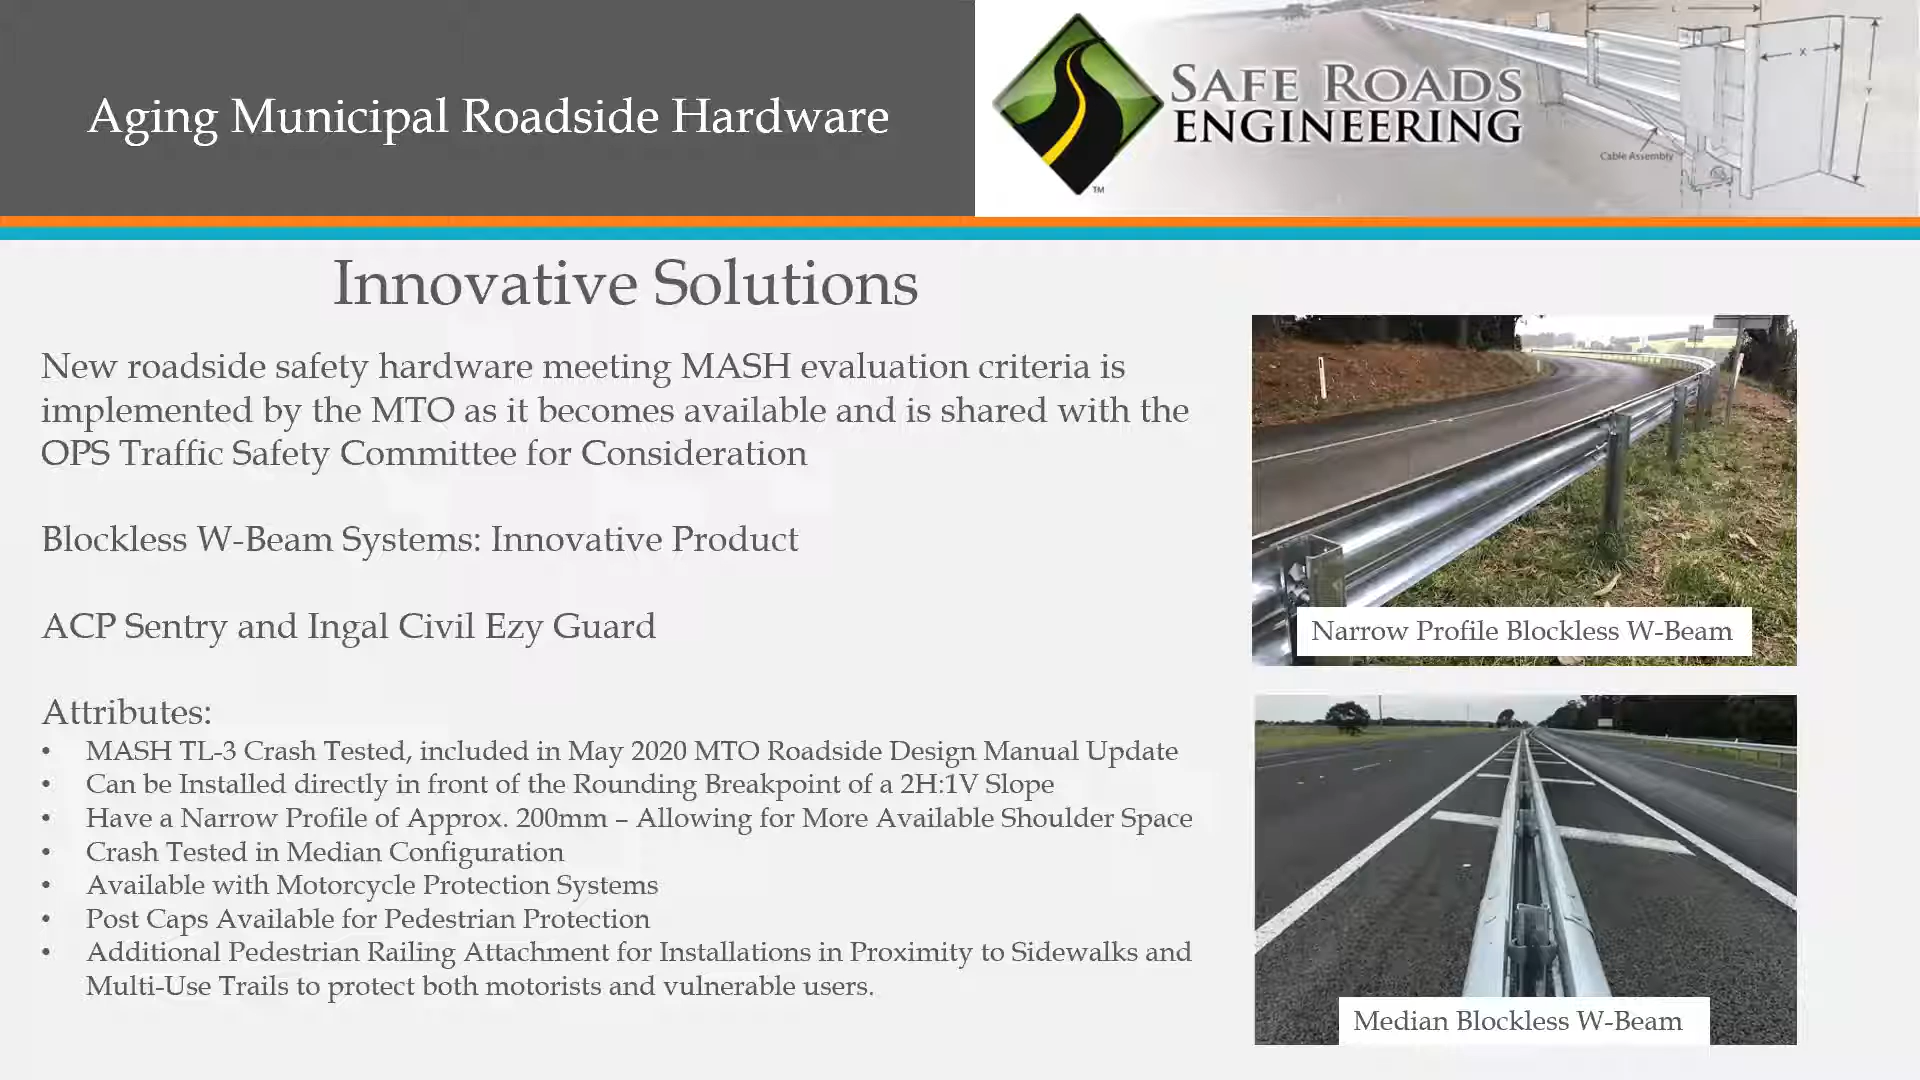 Aging Municipal Roadside Hardware
SAFE ROADS
ENGINEERING
TM
L
X
Y
Cable Assembly
Innovative Solutions
New roadside safety hardware meeting MASH evaluation criteria is
implemented by the MTO as it becomes available and is shared with the
OPS Traffic Safety Committee for Consideration
Blockless W-Beam Systems: Innovative Product
ACP Sentry and Ingal Civil Ezy Guard
Attributes:
• MASH TL-3 Crash Tested, included in May 2020 MTO Roadside Design Manual Update
• Can be Installed directly in front of the Rounding Breakpoint of a 2H:1V Slope
• Have a Narrow Profile of Approx. 200mm – Allowing for More Available Shoulder Space
• Crash Tested in Median Configuration
• Available with Motorcycle Protection Systems
• Post Caps Available for Pedestrian Protection
• Additional Pedestrian Railing Attachment for Installations in Proximity to Sidewalks and
Multi-Use Trails to protect both motorists and vulnerable users.
Narrow Profile Blockless W-Beam
Median Blockless W-Beam